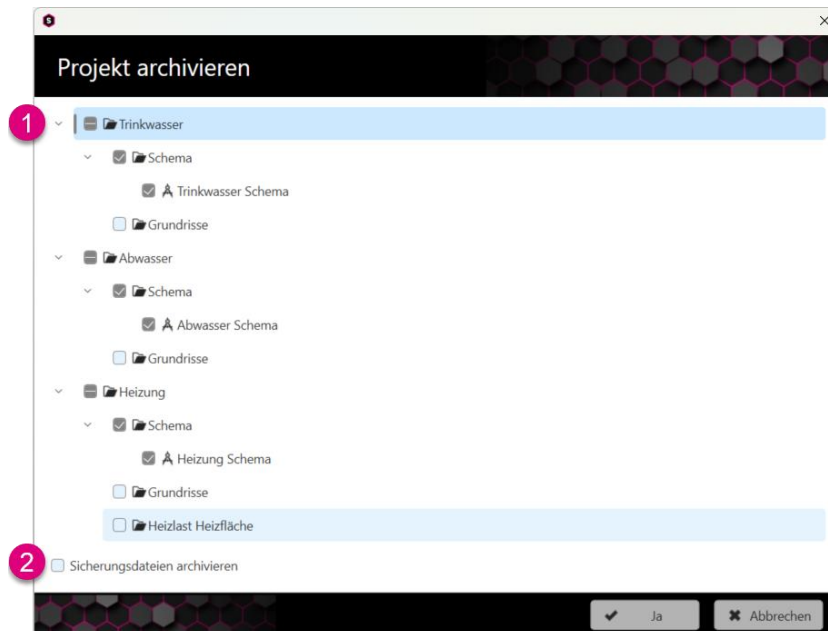 S
Projekt archivieren
1
Trinkwasser
Schema
Trinkwasser Schema
Grundrisse
Abwasser
Schema
Abwasser Schema
Grundrisse
Heizung
Schema
Heizung Schema
Grundrisse
Heizlast Heizfläche
2
Sicherungsdateien archivieren
Ja
Abbrechen